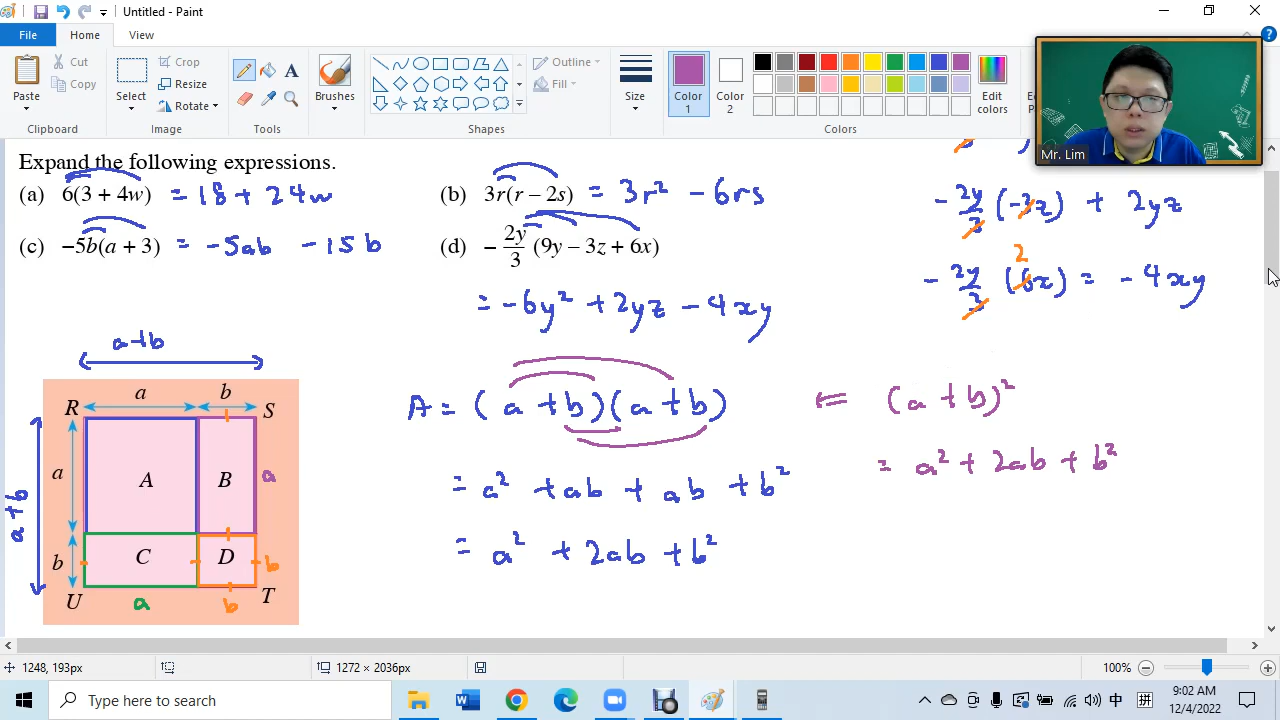 Untitled - Paint
File Home View
Paste Cut Copy
Clipboard
Select Crop Resize Rotate
Image
Tools
Brushes
Outline Fill
Shapes
Size
Color 1
Color 2
Edit colors
Colors
Mr. Lim
Expand the following expressions.
(a) 6(3 + 4w) = 18 + 24w
(b) 3r(r – 2s) = 3r² - 6rs
(c) –5b(a + 3) = -5ab - 15b
(d) – 2y/3 (9y – 3z + 6x)
= -6y² + 2yz - 4xy
- 2y/3 (-3z) + 2yz
2
- 2y/3 (6x) = - 4xy
a+b
a b
R S
a+b
a A B a
b C D b
U T
a b
A = (a + b)(a + b) ⇐ (a + b)²
= a² + ab + ab + b²
= a² + 2ab + b²
= a² + 2ab + b²
1248, 193px
1272 × 2036px
100%
Type here to search
中 拼
9:02 AM
12/4/2022